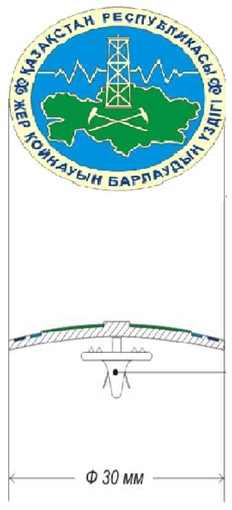 ҚАЗАҚСТАН РЕСПУБЛИКАСЫ
ЖЕР ҚОЙНАУЫН БАРЛАУДЫҢ ҮЗДІГІ
Ф 30 мм